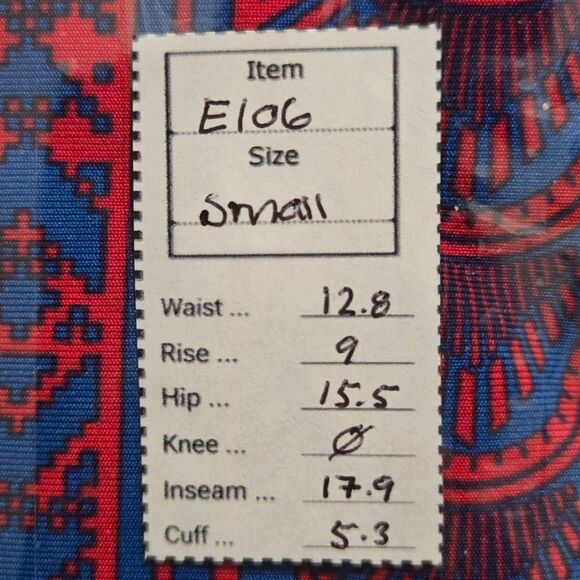 Item
E106
Size
Small
Waist ... 12.8
Rise ... 9
Hip ... 15.5
Knee ... Ø
Inseam ... 17.9
Cuff ... 5.3